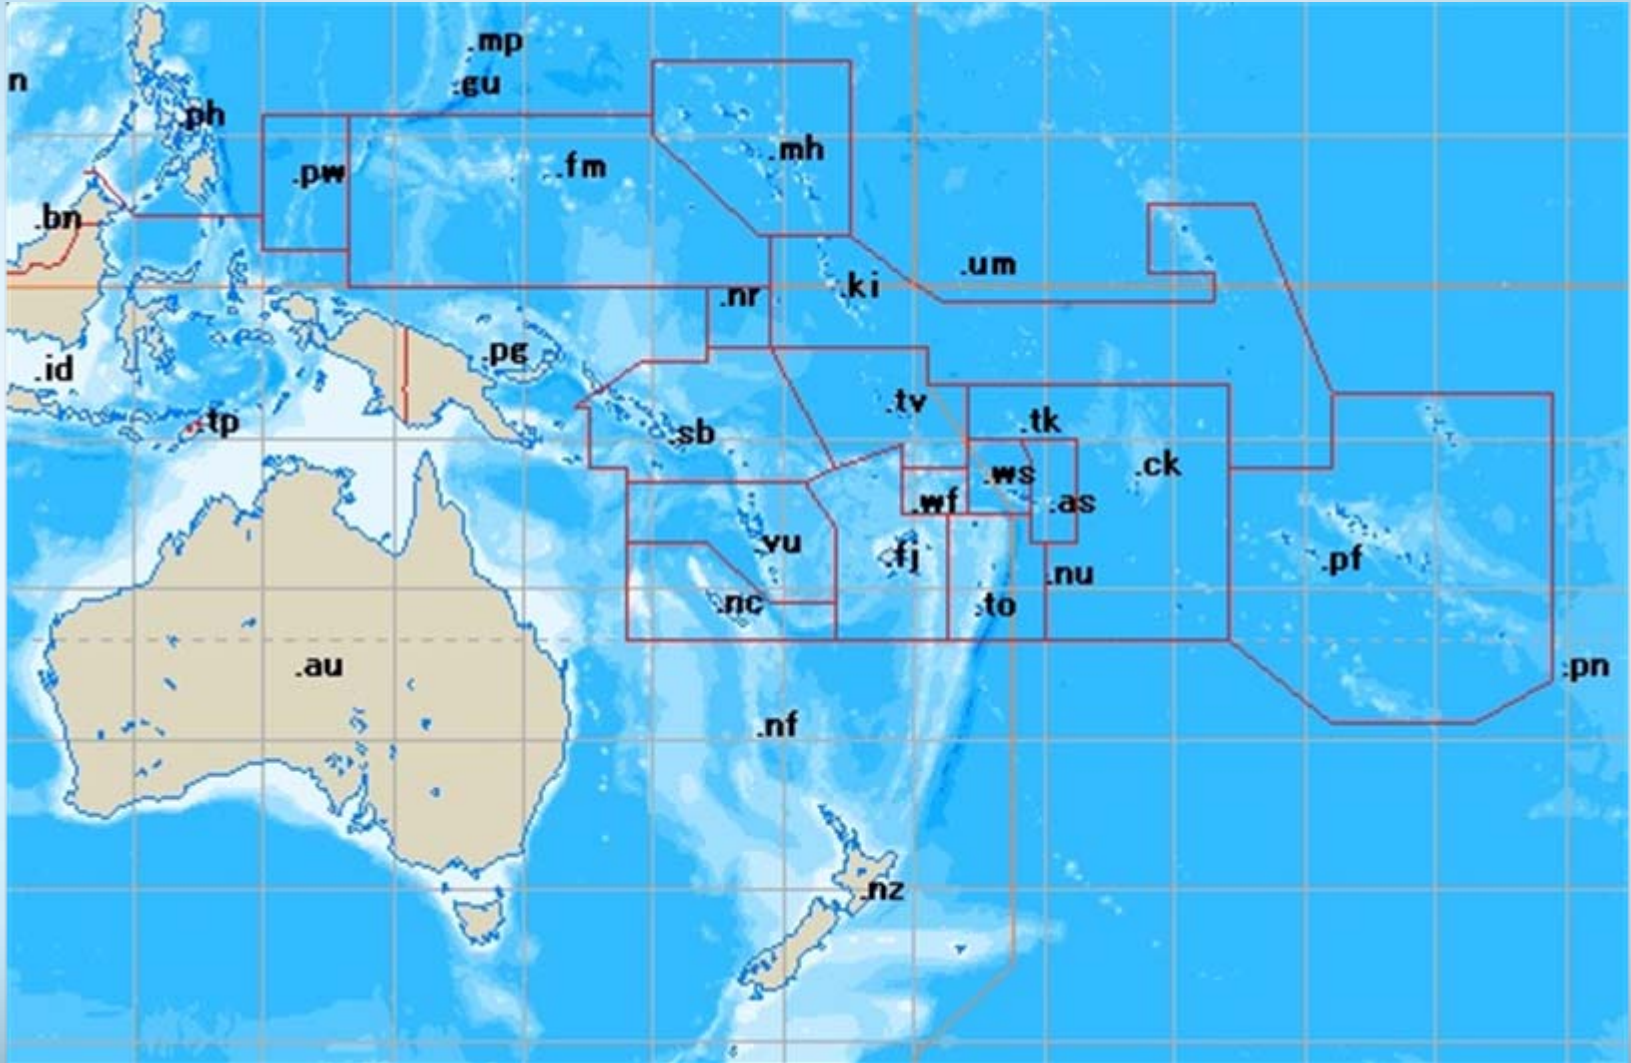 .mp
n
.gu
.ph
.mh
.fm
.pw
.bn
.um
.ki
.nr
.pg
.id
.tv
.tk
.tp
.sb
.ck
.ws
.wf
.as
.vu
.fj
.pf
.nu
.nc
.to
.au
.pn
.nf
.nz